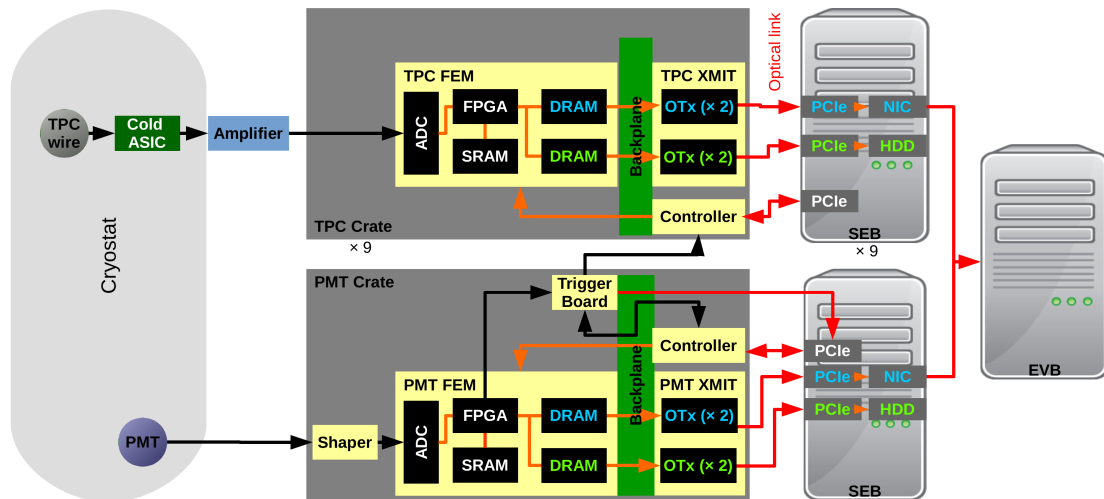 Cryostat
TPC
wire
Cold
ASIC
Amplifier
TPC FEM
ADC
FPGA
SRAM
DRAM
DRAM
Backplane
TPC XMIT
OTx (× 2)
OTx (× 2)
Controller
TPC Crate
× 9
Optical link
PCIe
NIC
PCIe
HDD
PCIe
SEB
× 9
PMT Crate
Trigger
Board
Controller
PMT
Shaper
PMT FEM
ADC
FPGA
SRAM
DRAM
DRAM
Backplane
PMT XMIT
OTx (× 2)
OTx (× 2)
PCIe
PCIe
NIC
PCIe
HDD
SEB
EVB